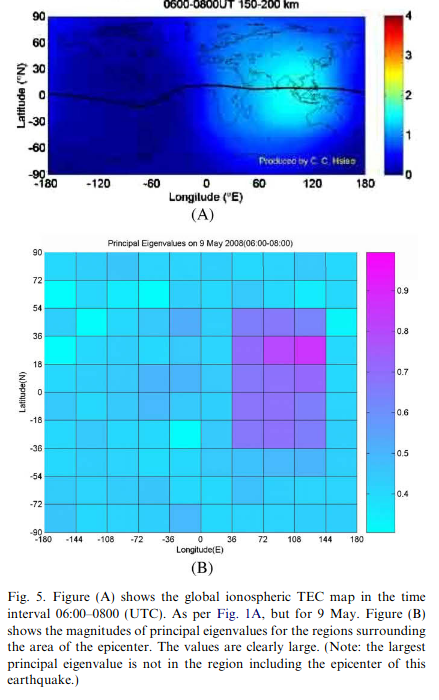 0600-0800UT 150-200 km
90
60
30
0
-30
-60
-90
Latitude (°N)
-180 -120 -60 0 60 120 180
Longitude (°E)
4
3
2
1
0
Produced by C. C. Hsiao
(A)
Principal Eigenvalues on 9 May 2008(06:00-08:00)
90
72
54
36
18
0
-18
-36
-54
-72
-90
Latitude(N)
-180 -144 -108 -72 -36 0 36 72 108 144 180
Longitude(E)
0.9
0.8
0.7
0.6
0.5
0.4
(B)
Fig. 5. Figure (A) shows the global ionospheric TEC map in the time
interval 06:00–0800 (UTC). As per Fig. 1A, but for 9 May. Figure (B)
shows the magnitudes of principal eigenvalues for the regions surrounding
the area of the epicenter. The values are clearly large. (Note: the largest
principal eigenvalue is not in the region including the epicenter of this
earthquake.)